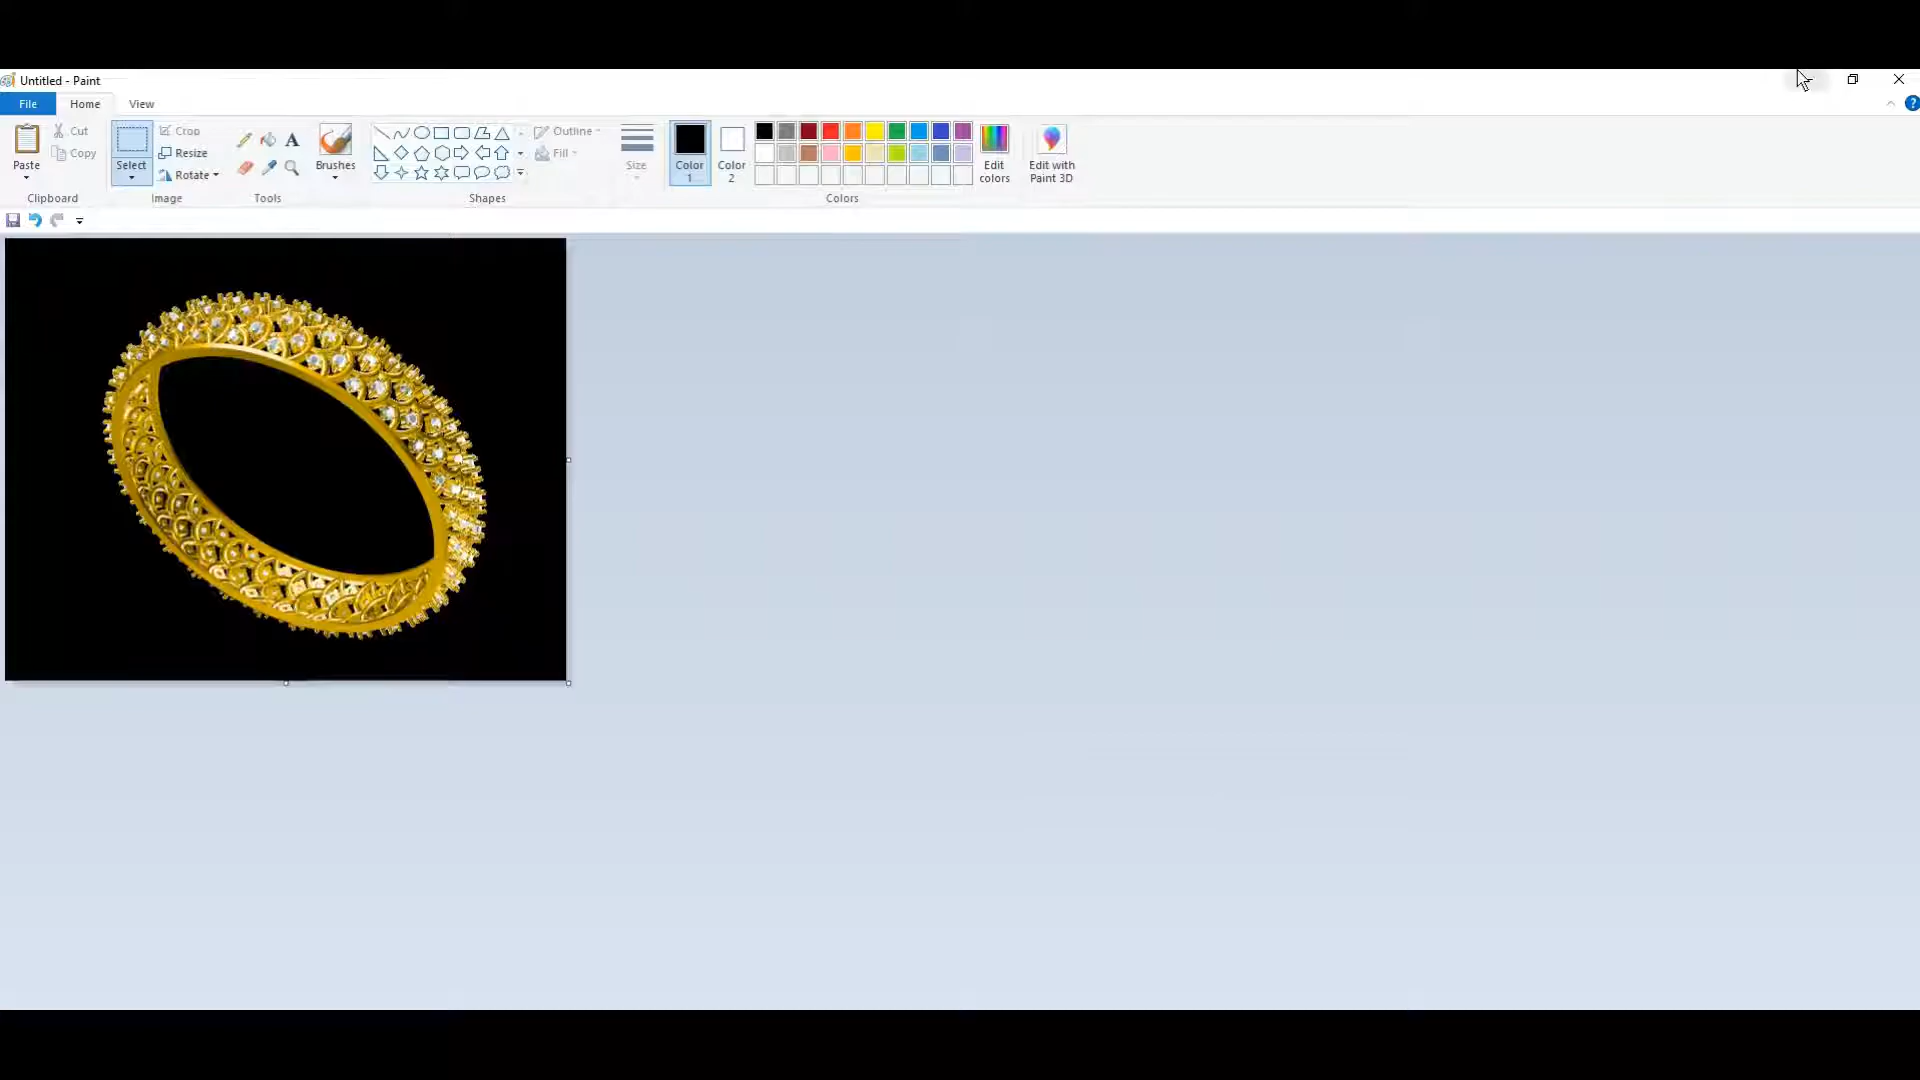 Untitled - Paint
File Home View
Paste
Cut
Copy
Clipboard
Select
Crop
Resize
Rotate
Image
A
Tools
Brushes
Shapes
Outline
Fill
Size
Color 1
Color 2
Colors
Edit colors
Edit with Paint 3D
?